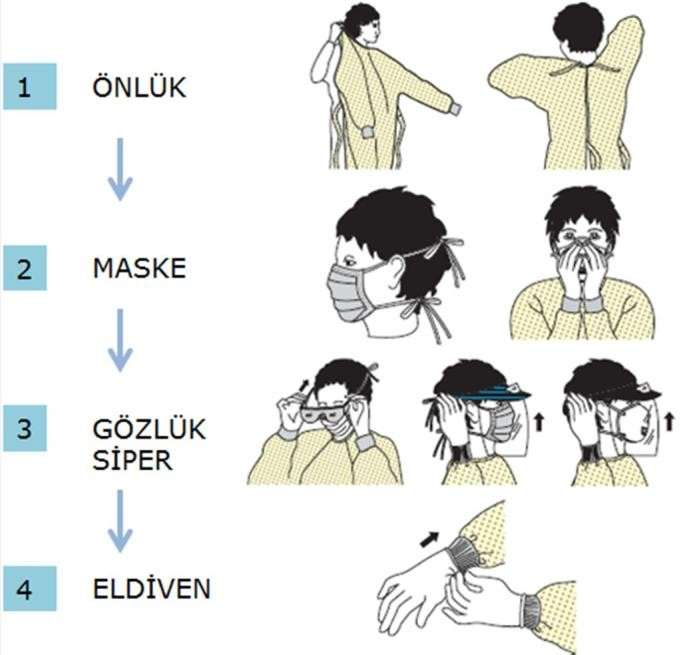 1 ÖNLÜK
2 MASKE
3 GÖZLÜK
SİPER
4 ELDİVEN